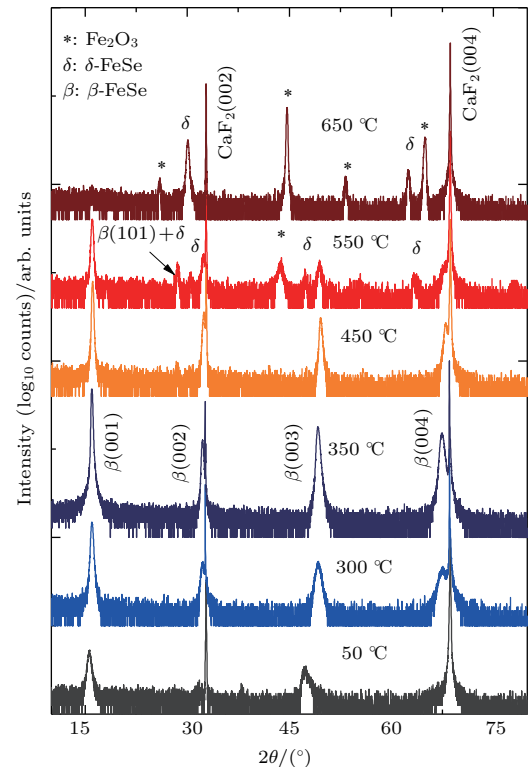 *: Fe₂O₃
δ: δ-FeSe
β: β-FeSe
CaF₂(002)
CaF₂(004)
*
δ
*
650 ℃
*
δ
*
β(101)+δ
δ
*
δ
550 ℃
δ
450 ℃
β(001)
β(002)
β(003)
350 ℃
β(004)
300 ℃
50 ℃
Intensity (log₁₀ counts)/arb. units
15 30 45 60 75
2θ/(°)